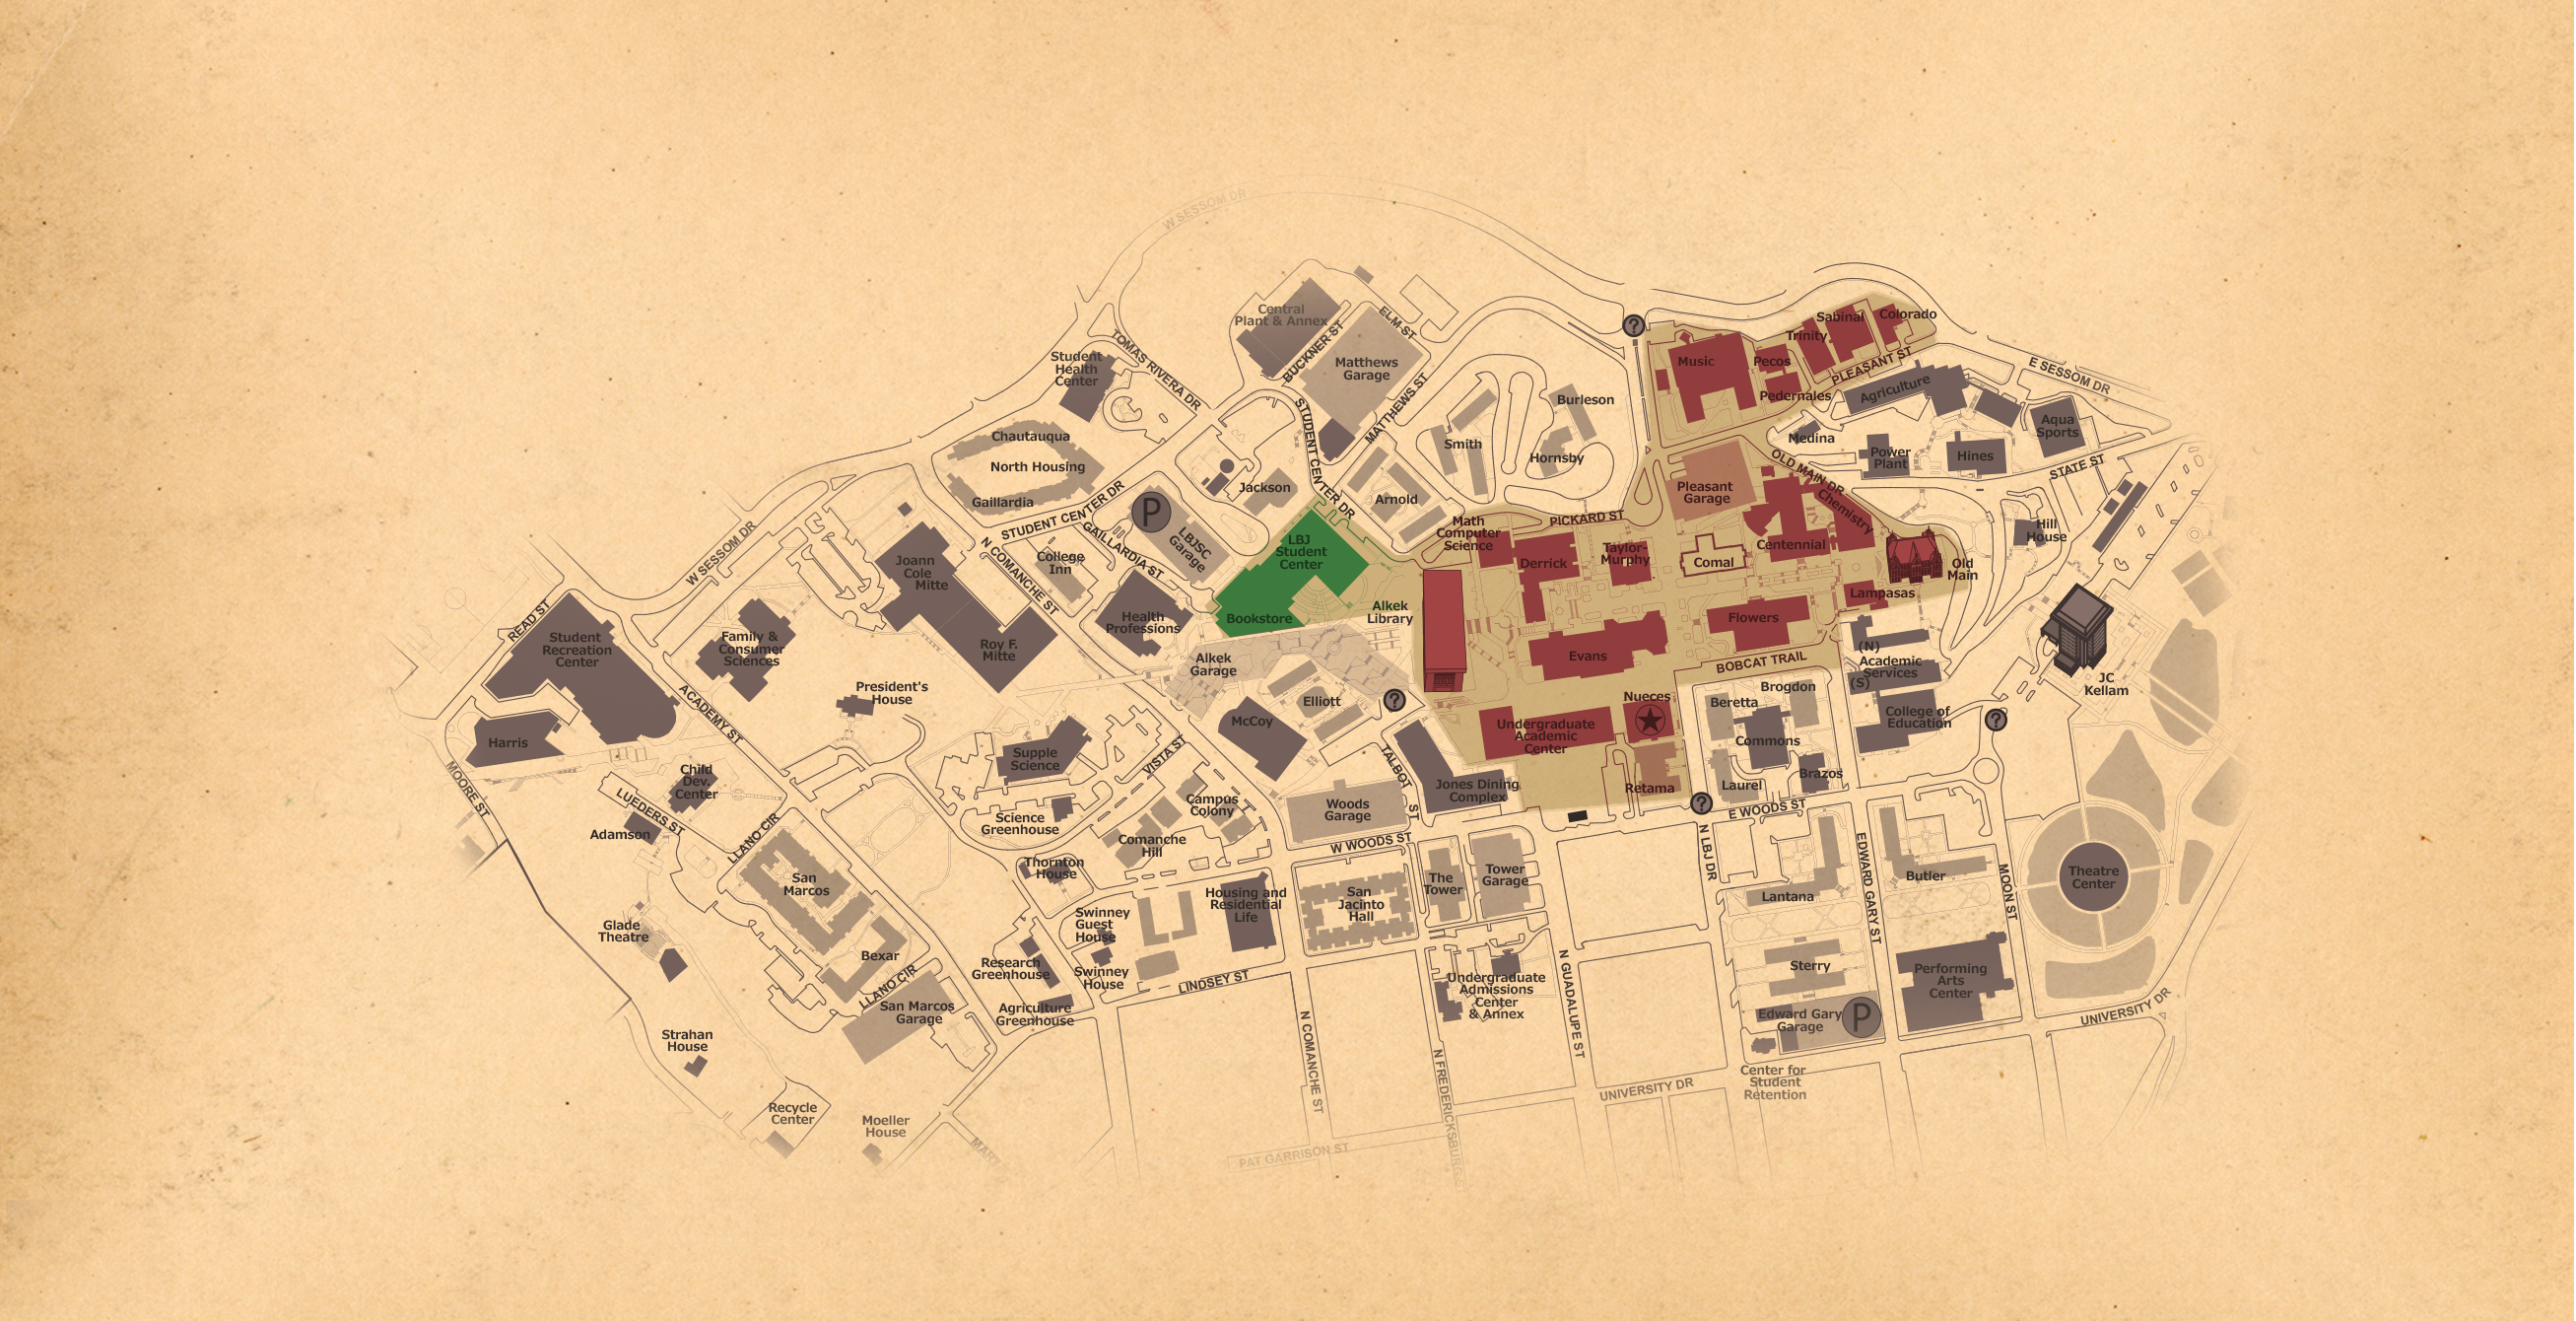 W SESSOM DR
Central
Plant & Annex
BUCKNER ST
ELM ST
Matthews
Garage
MATTHEWS ST
TOMAS RIVERA DR
Student
Health
Center
STUDENT CENTER DR
Chautauqua
North Housing
Gaillardia
STUDENT CENTER DR
P
LBJSC
Garage
Jackson
Arnold
Smith
Burleson
Hornsby
?
Music
Pecos
Pedernales
Trinity
Sabinal
Colorado
PLEASANT ST
Agriculture
E SESSOM DR
Aqua
Sports
Medina
Power
Plant
Hines
STATE ST
OLD MAIN DR
Pleasant
Garage
PICKARD ST
Math
Computer
Science
Derrick
Taylor-
Murphy
Comal
Centennial
Chemistry
Old
Main
Hill
House
Lampasas
Flowers
Evans
BOBCAT TRAIL
(N)
Academic
Services
(S)
College of
Education
?
JC
Kellam
LBJ
Student
Center
Bookstore
Alkek
Library
Alkek
Garage
GAILLARDIA ST
College
Inn
N COMANCHE ST
Health
Professions
Joann
Cole
Mitte
Roy F.
Mitte
W SESSOM DR
READ ST
Student
Recreation
Center
Family &
Consumer
Sciences
President's
House
ACADEMY ST
Harris
MOORE ST
Child
Dev.
Center
LUEDERS ST
Adamson
LLANO CIR
Supple
Science
VISTA ST
McCoy
Elliott
?
TALBOT ST
Undergraduate
Academic
Center
Nueces
Retama
Jones Dining
Complex
?
Beretta
Brogdon
Commons
Laurel
Brazos
E WOODS ST
Woods
Garage
W WOODS ST
Campus
Colony
Comanche
Hill
Science
Greenhouse
Thornton
House
San
Marcos
Bexar
LLANO CIR
San Marcos
Garage
Glade
Theatre
Strahan
House
Recycle
Center
Moeller
House
Swinney
Guest
House
Swinney
House
Research
Greenhouse
Agriculture
Greenhouse
LINDSEY ST
Housing and
Residential
Life
San
Jacinto
Hall
The
Tower
Tower
Garage
Undergraduate
Admissions
Center
& Annex
N COMANCHE ST
N FREDERICKSBURG
N GUADALUPE ST
N LBJ DR
Lantana
EDWARD GARY ST
Butler
MOON ST
Theatre
Center
Sterry
Edward Gary
Garage
P
Performing
Arts
Center
UNIVERSITY DR
Center for
Student
Retention
UNIVERSITY DR
PAT GARRISON ST